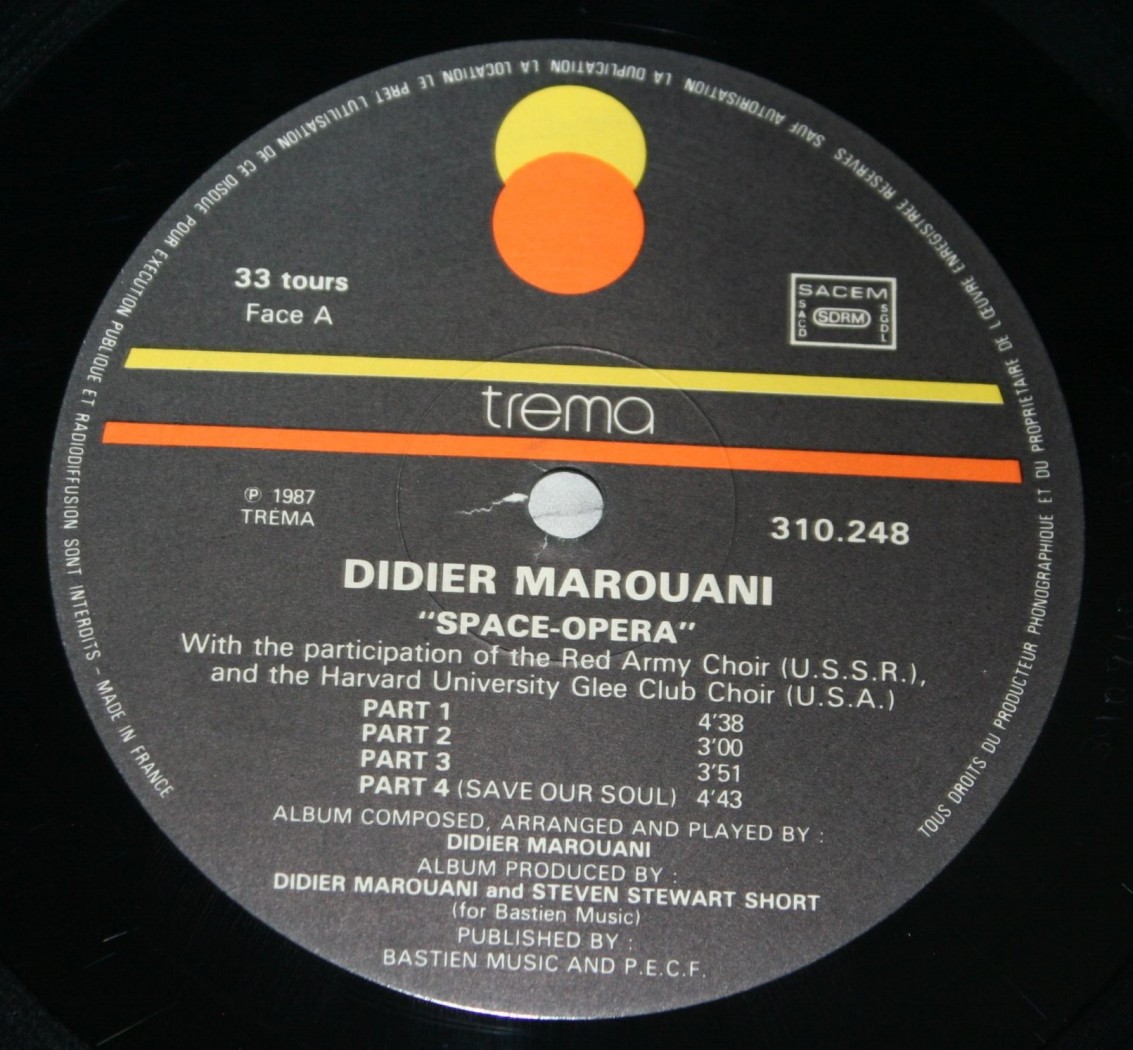 33 tours
Face A
SACEM
SACD
SDRM
SGDL
trema
Ⓟ 1987
TRÉMA
310.248
DIDIER MAROUANI
“SPACE-OPERA”
With the participation of the Red Army Choir (U.S.S.R.),
and the Harvard University Glee Club Choir (U.S.A.)
PART 1 4’38
PART 2 3’00
PART 3 3’51
PART 4 (SAVE OUR SOUL) 4’43
ALBUM COMPOSED, ARRANGED AND PLAYED BY :
DIDIER MAROUANI
ALBUM PRODUCED BY :
DIDIER MAROUANI and STEVEN STEWART SHORT
(for Bastien Music)
PUBLISHED BY :
BASTIEN MUSIC AND P.E.C.F.
TOUS DROITS DU PRODUCTEUR PHONOGRAPHIQUE ET DU PROPRIETAIRE DE L’ŒUVRE ENREGISTREE RESERVES SAUF AUTORISATION LA DUPLICATION LA LOCATION LE PRET L’UTILISATION DE CE DISQUE POUR EXECUTION PUBLIQUE ET RADIODIFFUSION SONT INTERDITS - MADE IN FRANCE